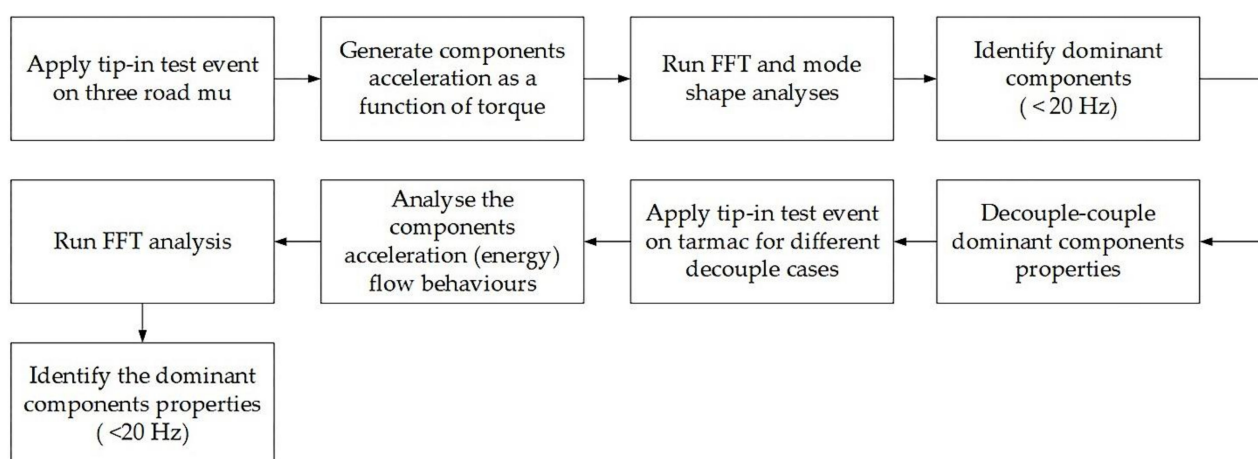 Apply tip-in test event
on three road mu
Generate components
acceleration as a
function of torque
Run FFT and mode
shape analyses
Identify dominant
components
( < 20 Hz)
Decouple-couple
dominant components
properties
Apply tip-in test event
on tarmac for different
decouple cases
Analyse the
components
acceleration (energy)
flow behaviours
Run FFT analysis
Identify the dominant
components properties
( <20 Hz)